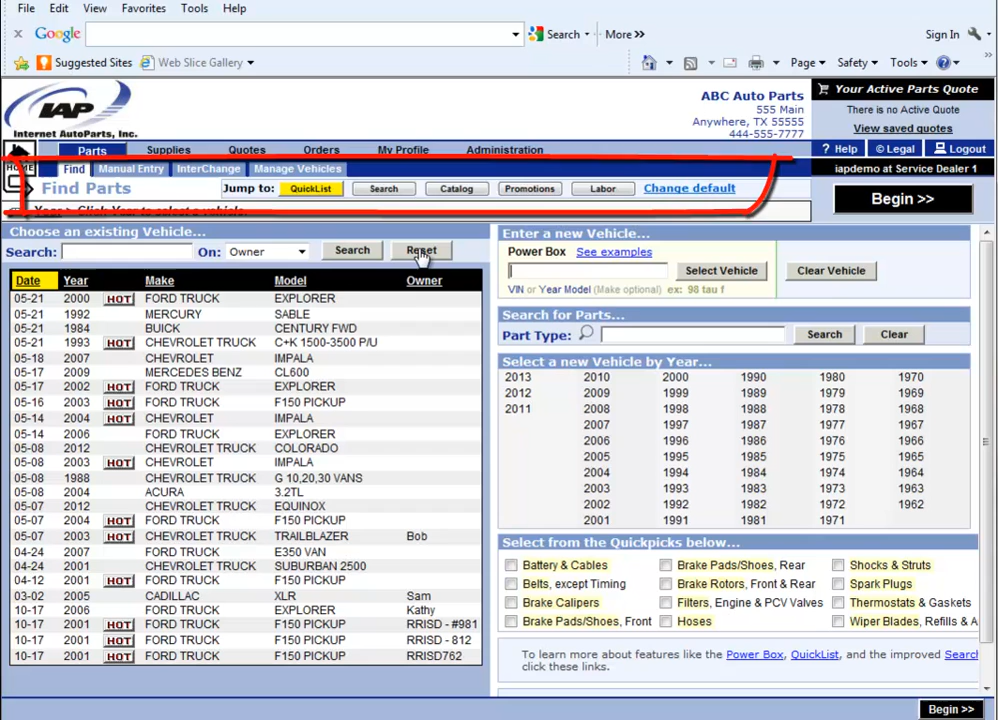 File Edit View Favorites Tools Help
x Google Search More >> Sign In
Suggested Sites Web Slice Gallery Page Safety Tools
IAP
Internet AutoParts, Inc.
ABC Auto Parts
555 Main
Anywhere, TX 55555
444-555-7777
Your Active Parts Quote
There is no Active Quote
View saved quotes
HOME Parts Supplies Quotes Orders My Profile Administration ? Help © Legal Logout
Find Manual Entry InterChange Manage Vehicles iapdemo at Service Dealer 1
Find Parts Jump to: QuickList Search Catalog Promotions Labor Change default Begin >>
Year > Click Year to select a vehicle.
Choose an existing Vehicle...
Search: On: Owner Search Reset
Date Year Make Model Owner
05-21 2000 HOT FORD TRUCK EXPLORER
05-21 1992 MERCURY SABLE
05-21 1984 BUICK CENTURY FWD
05-21 1993 HOT CHEVROLET TRUCK C+K 1500-3500 P/U
05-18 2007 CHEVROLET IMPALA
05-17 2009 MERCEDES BENZ CL600
05-17 2002 HOT FORD TRUCK EXPLORER
05-16 2003 HOT FORD TRUCK F150 PICKUP
05-14 2004 HOT CHEVROLET IMPALA
05-14 2006 FORD TRUCK EXPLORER
05-08 2012 CHEVROLET TRUCK COLORADO
05-08 2003 HOT CHEVROLET IMPALA
05-08 1988 CHEVROLET TRUCK G 10,20,30 VANS
05-08 2004 ACURA 3.2TL
05-07 2012 CHEVROLET TRUCK EQUINOX
05-07 2004 HOT FORD TRUCK F150 PICKUP
05-07 2003 HOT CHEVROLET TRUCK TRAILBLAZER Bob
04-24 2007 FORD TRUCK E350 VAN
04-24 2001 CHEVROLET TRUCK SUBURBAN 2500
04-12 2001 HOT FORD TRUCK F150 PICKUP
03-02 2005 CADILLAC XLR Sam
10-17 2006 FORD TRUCK EXPLORER Kathy
10-17 2001 HOT FORD TRUCK F150 PICKUP RRISD - #981
10-17 2001 HOT FORD TRUCK F150 PICKUP RRISD - 812
10-17 2001 HOT FORD TRUCK F150 PICKUP RRISD762
Enter a new Vehicle...
Power Box See examples
Select Vehicle Clear Vehicle
VIN or Year Model (Make optional) ex: 98 tau f
Search for Parts...
Part Type: Search Clear
Select a new Vehicle by Year...
2013 2010 2000 1990 1980 1970
2012 2009 1999 1989 1979 1969
2011 2008 1998 1988 1978 1968
2007 1997 1987 1977 1967
2006 1996 1986 1976 1966
2005 1995 1985 1975 1965
2004 1994 1984 1974 1964
2003 1993 1983 1973 1963
2002 1992 1982 1972 1962
2001 1991 1981 1971
Select from the Quickpicks below...
Battery & Cables Brake Pads/Shoes, Rear Shocks & Struts
Belts, except Timing Brake Rotors, Front & Rear Spark Plugs
Brake Calipers Filters, Engine & PCV Valves Thermostats & Gaskets
Brake Pads/Shoes, Front Hoses Wiper Blades, Refills & A
To learn more about features like the Power Box, QuickList, and the improved Search
click these links.
Begin >>